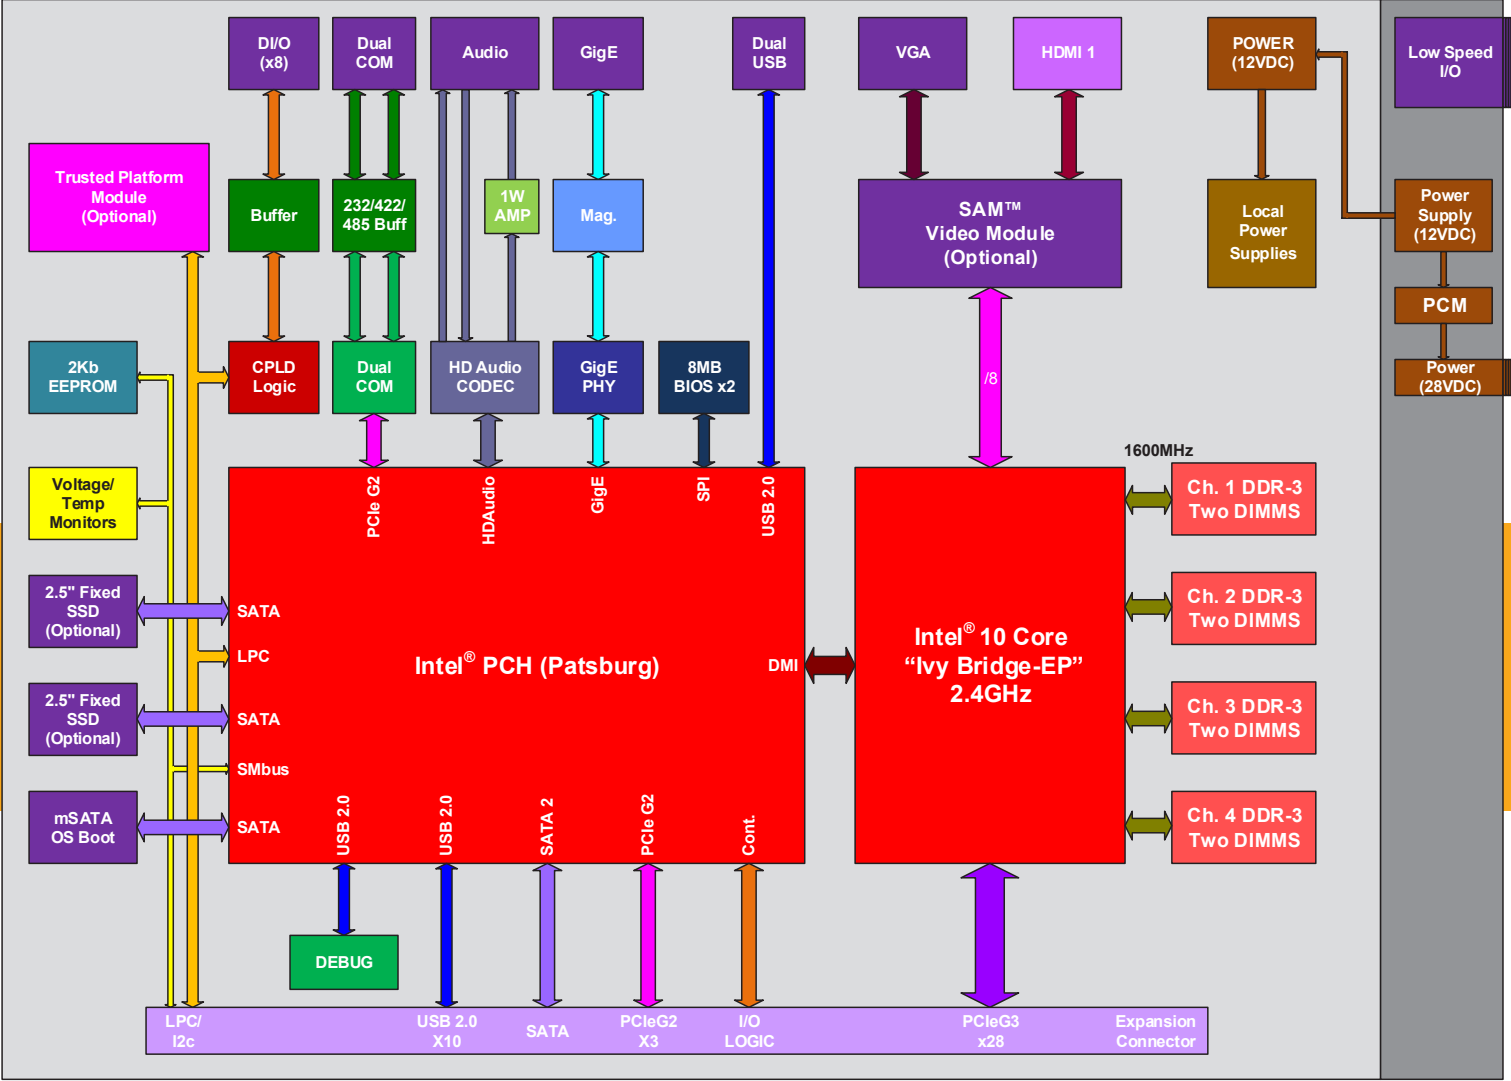 DI/O
(x8)
Dual
COM
Audio
GigE
Dual
USB
VGA
HDMI 1
POWER
(12VDC)
Low Speed
I/O
Trusted Platform
Module
(Optional)
Buffer
232/422/
485 Buff
1W
AMP
Mag.
SAM™
Video Module
(Optional)
Local
Power
Supplies
Power
Supply
(12VDC)
PCM
Power
(28VDC)
2Kb
EEPROM
CPLD
Logic
Dual
COM
HD Audio
CODEC
GigE
PHY
8MB
BIOS x2
/8
1600MHz
Voltage/
Temp
Monitors
PCIe G2
HDAudio
GigE
SPI
USB 2.0
Ch. 1 DDR-3
Two DIMMS
2.5" Fixed
SSD
(Optional)
SATA
Ch. 2 DDR-3
Two DIMMS
LPC
Intel® PCH (Patsburg)
DMI
Intel® 10 Core
“Ivy Bridge-EP”
2.4GHz
2.5" Fixed
SSD
(Optional)
SATA
Ch. 3 DDR-3
Two DIMMS
SMbus
mSATA
OS Boot
SATA
USB 2.0
USB 2.0
SATA 2
PCIe G2
Cont.
Ch. 4 DDR-3
Two DIMMS
DEBUG
LPC/
I2c
USB 2.0
X10
SATA
PCIeG2
X3
I/O
LOGIC
PCIeG3
x28
Expansion
Connector